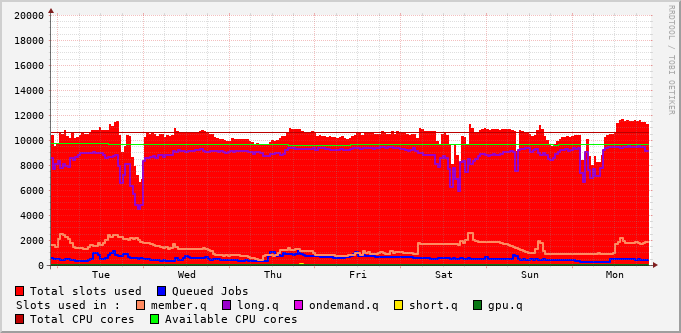 RRDTOOL / TOBI OETIKER
20000
18000
16000
14000
12000
10000
8000
6000
4000
2000
0
Tue Wed Thu Fri Sat Sun Mon
Total slots used Queued Jobs
Slots used in : member.q long.q ondemand.q short.q gpu.q
Total CPU cores Available CPU cores